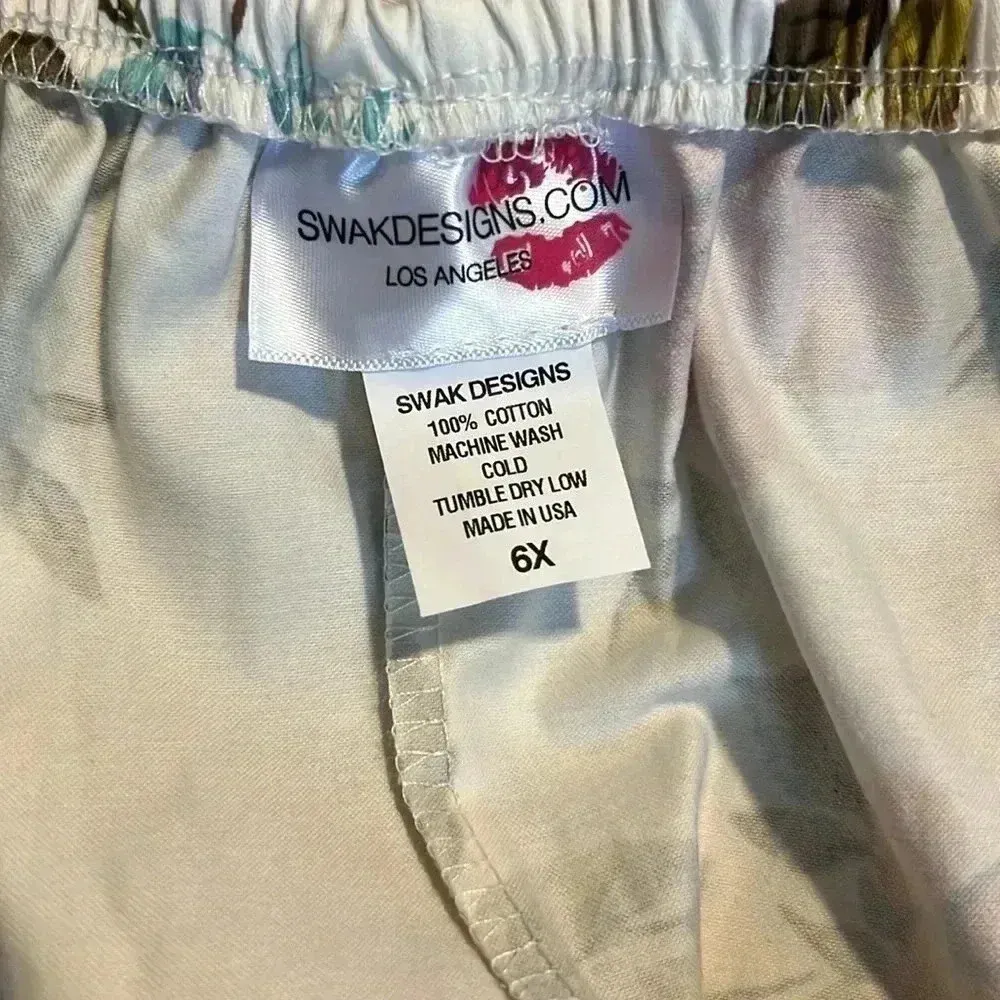 SWAKDESIGNS.COM
LOS ANGELES
SWAK DESIGNS
100% COTTON
MACHINE WASH
COLD
TUMBLE DRY LOW
MADE IN USA
6X